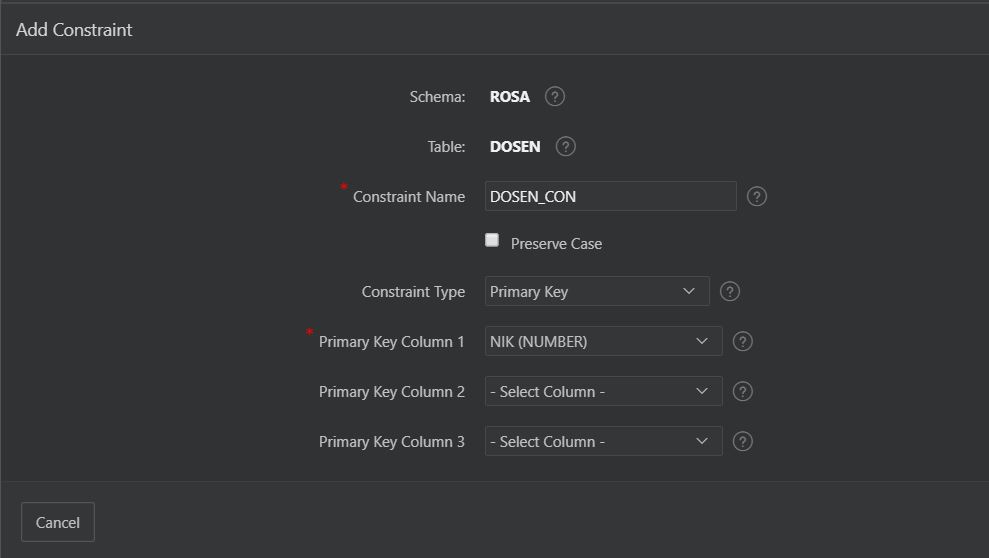 Add Constraint
Schema: ROSA ?
Table: DOSEN ?
* Constraint Name DOSEN_CON ?
Preserve Case
Constraint Type Primary Key ?
* Primary Key Column 1 NIK (NUMBER) ?
Primary Key Column 2 - Select Column - ?
Primary Key Column 3 - Select Column - ?
Cancel